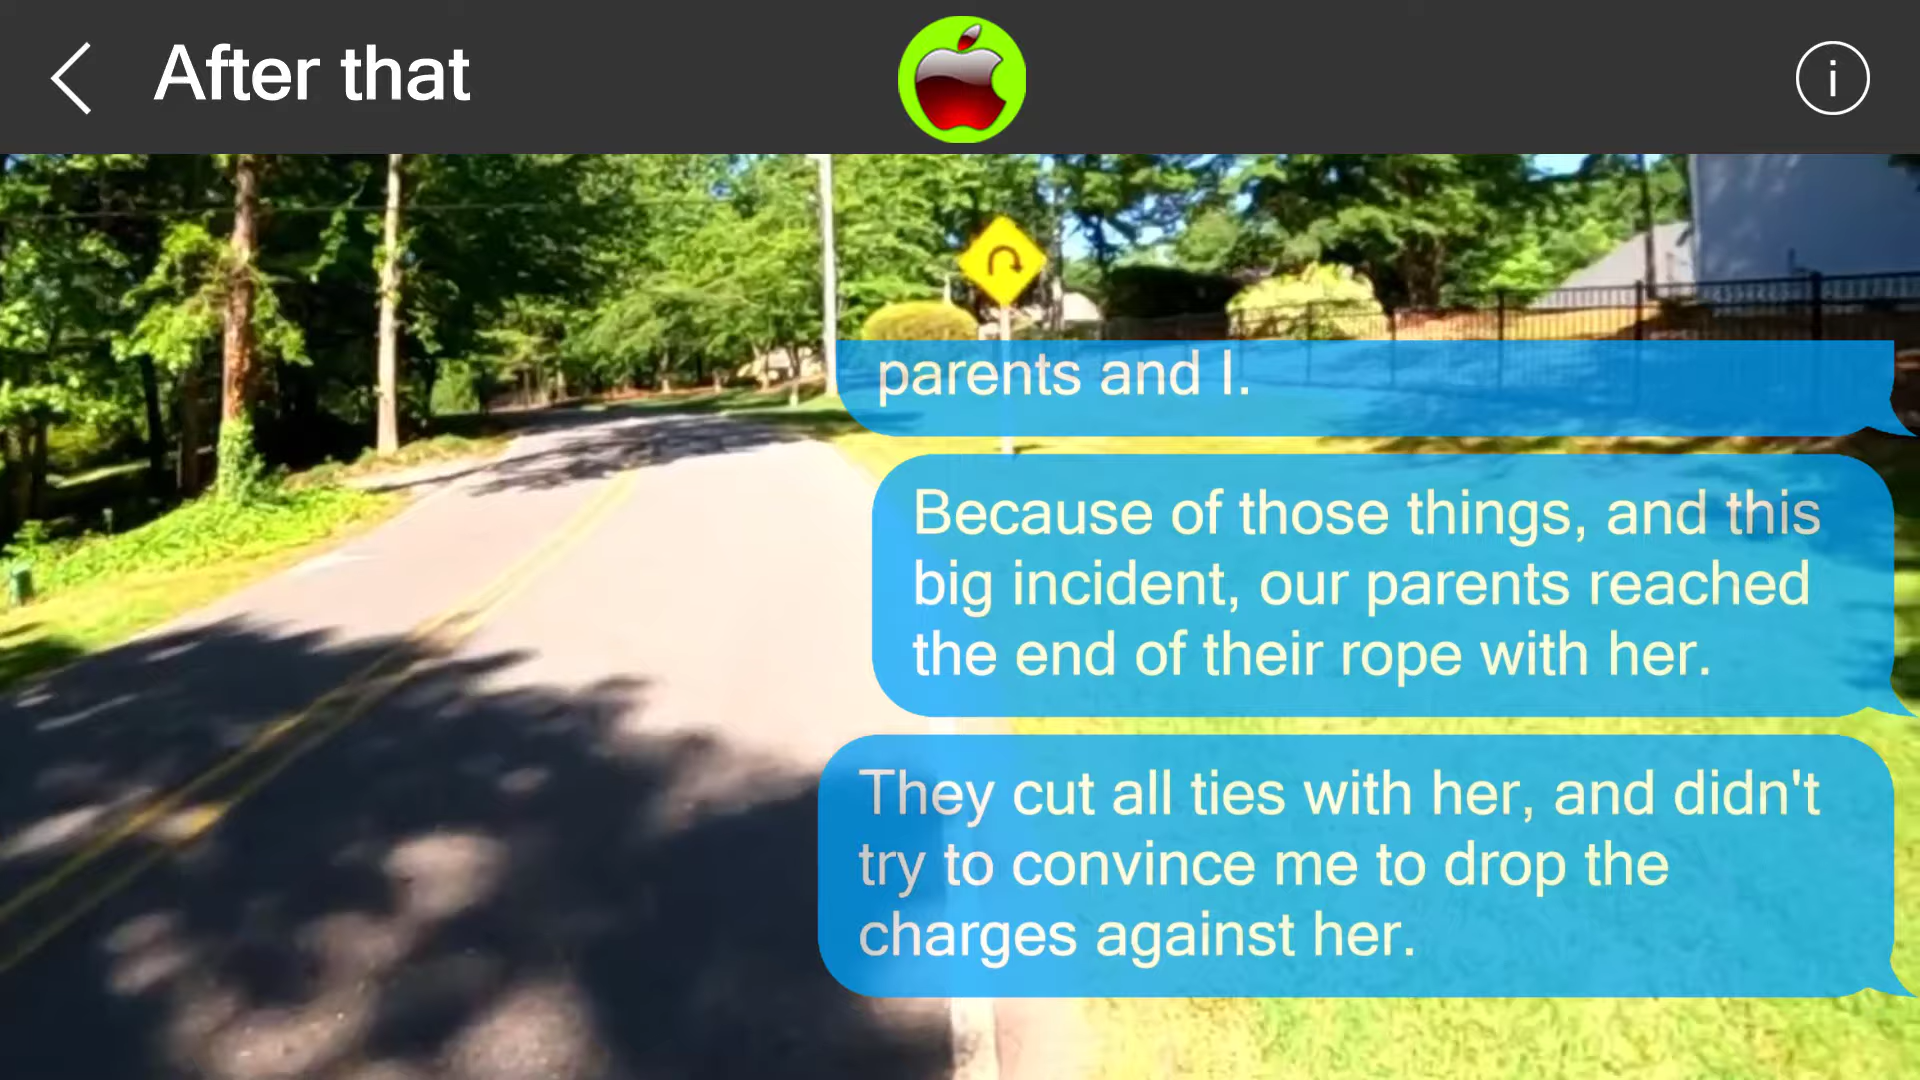 After that
i
parents and I.
Because of those things, and this
big incident, our parents reached
the end of their rope with her.
They cut all ties with her, and didn't
try to convince me to drop the
charges against her.